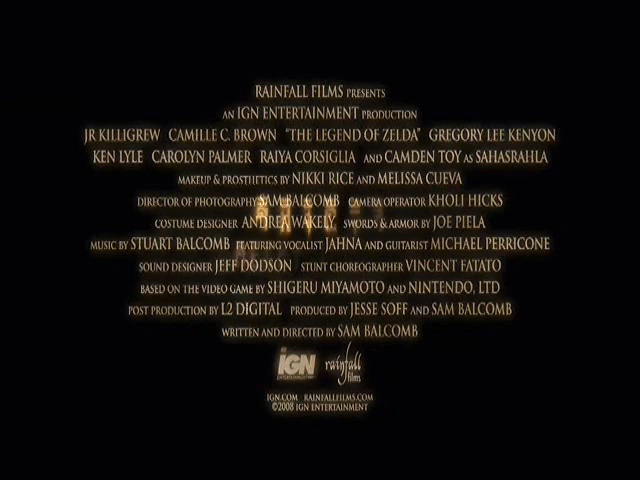 RAINFALL FILMS PRESENTS
AN IGN ENTERTAINMENT PRODUCTION
JR KILLIGREW CAMILLE C. BROWN "THE LEGEND OF ZELDA" GREGORY LEE KENYON
KEN LYLE CAROLYN PALMER RAIYA CORSIGLIA AND CAMDEN TOY AS SAHASRAHLA
MAKEUP & PROSTHETICS BY NIKKI RICE AND MELISSA CUEVA
DIRECTOR OF PHOTOGRAPHY SAM BALCOMB CAMERA OPERATOR KHOLI HICKS
COSTUME DESIGNER ANDREA WAKELY SWORDS & ARMOR BY JOE PIELA
MUSIC BY STUART BALCOMB FEATURING VOCALIST JAHNA AND GUITARIST MICHAEL PERRICONE
SOUND DESIGNER JEFF DODSON STUNT CHOREOGRAPHER VINCENT FATATO
BASED ON THE VIDEO GAME BY SHIGERU MIYAMOTO AND NINTENDO, LTD
POST PRODUCTION BY L2 DIGITAL PRODUCED BY JESSE SOFF AND SAM BALCOMB
WRITTEN AND DIRECTED BY SAM BALCOMB
IGN ENTERTAINMENT rainfall films
IGN.COM RAINFALLFILMS.COM
©2008 IGN ENTERTAINMENT